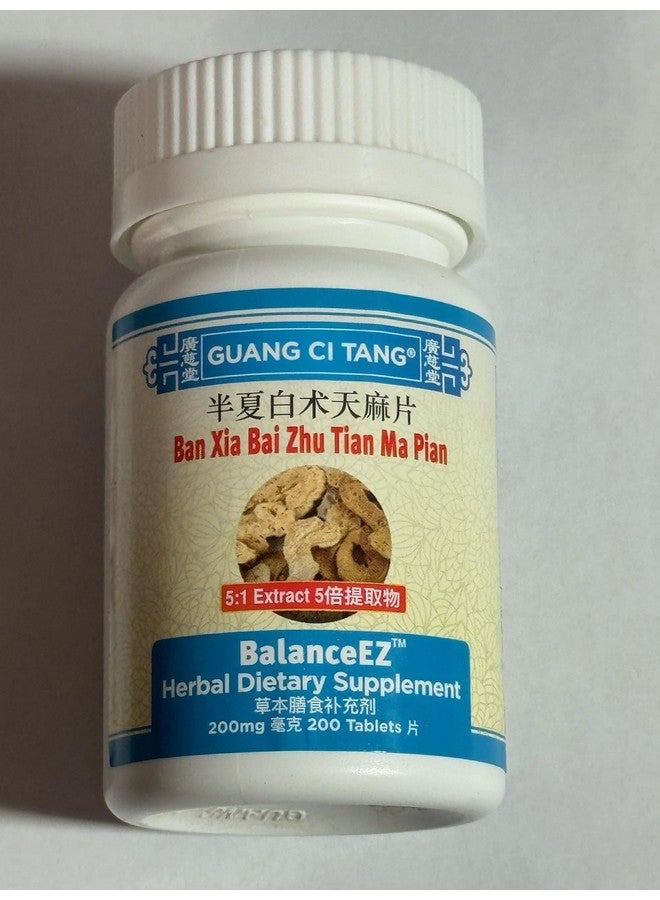 廣慈堂 GUANG CI TANG® 廣慈堂
半夏白术天麻片
Ban Xia Bai Zhu Tian Ma Pian
5:1 Extract 5倍提取物
BalanceEZ™
Herbal Dietary Supplement
草本膳食补充剂
200mg 毫克 200 Tablets 片